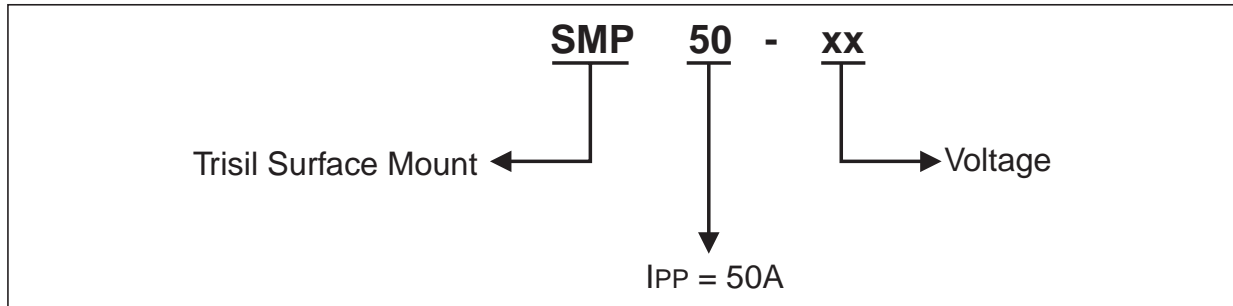 SMP 50 - xx
Trisil Surface Mount
Voltage
IPP = 50A